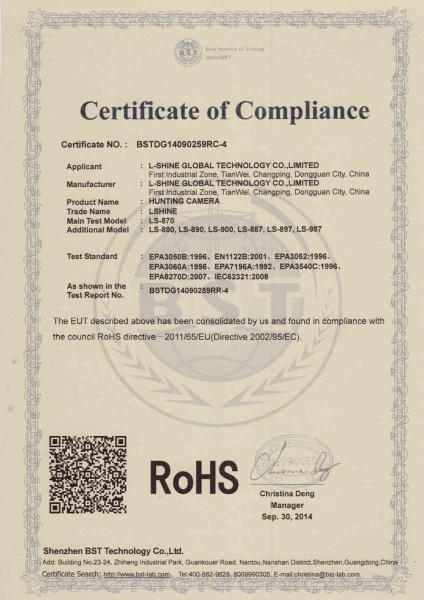 BST
Best Service of Testing
Since 2003
Certificate of Compliance
Certificate NO. : BSTDG14090259RC-4
Applicant : L-SHINE GLOBAL TECHNOLOGY CO.,LIMITED
First Industrial Zone, TianWei, Changping, Dongguan City, China
Manufacturer : L-SHINE GLOBAL TECHNOLOGY CO.,LIMITED
First Industrial Zone, TianWei, Changping, Dongguan City, China
Product Name : HUNTING CAMERA
Trade Name : LSHINE
Main Test Model : LS-870
Additional Model : LS-880, LS-890, LS-900, LS-887, LS-897, LS-987
Test Standard : EPA3050B:1996、EN1122B:2001、EPA3052:1996、
EPA3060A:1996、EPA7196A:1992、EPA3540C:1996、
EPA8270D:2007、IEC62321:2008
As shown in the
Test Report No. : BSTDG14090259RR-4
BST
The EUT described above has been consolidated by us and found in compliance with
the council RoHS directive－2011/65/EU(Directive 2002/95/EC).
RoHS
APPROVED
Christina Deng
Manager
Sep. 30, 2014
Shenzhen BST Technology Co.,Ltd.
Add: Building No.23-24, Zhiheng Industrial Park, Guankouer Road, Nantou,Nanshan District,Shenzhen,Guangdong,China
Certificate Search: http://www.bst-lab.com Tel:400-882-9628, 8009990305, E-mail:christina@bst-lab.com